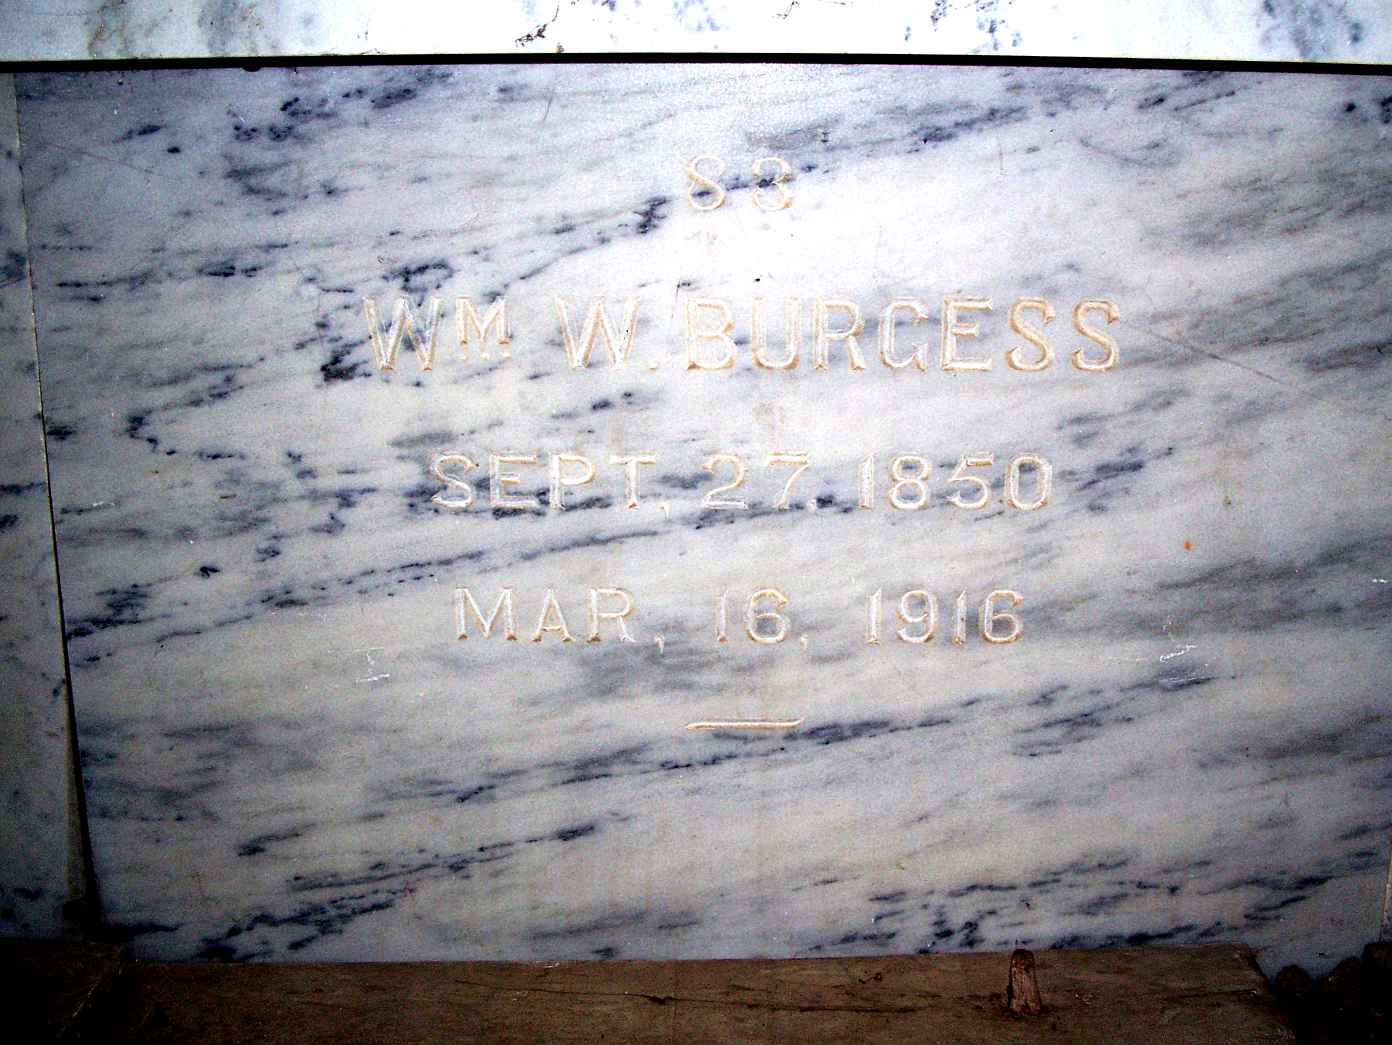 83
WM W. BURGESS
SEPT, 27. 1850
MAR, 16, 1916